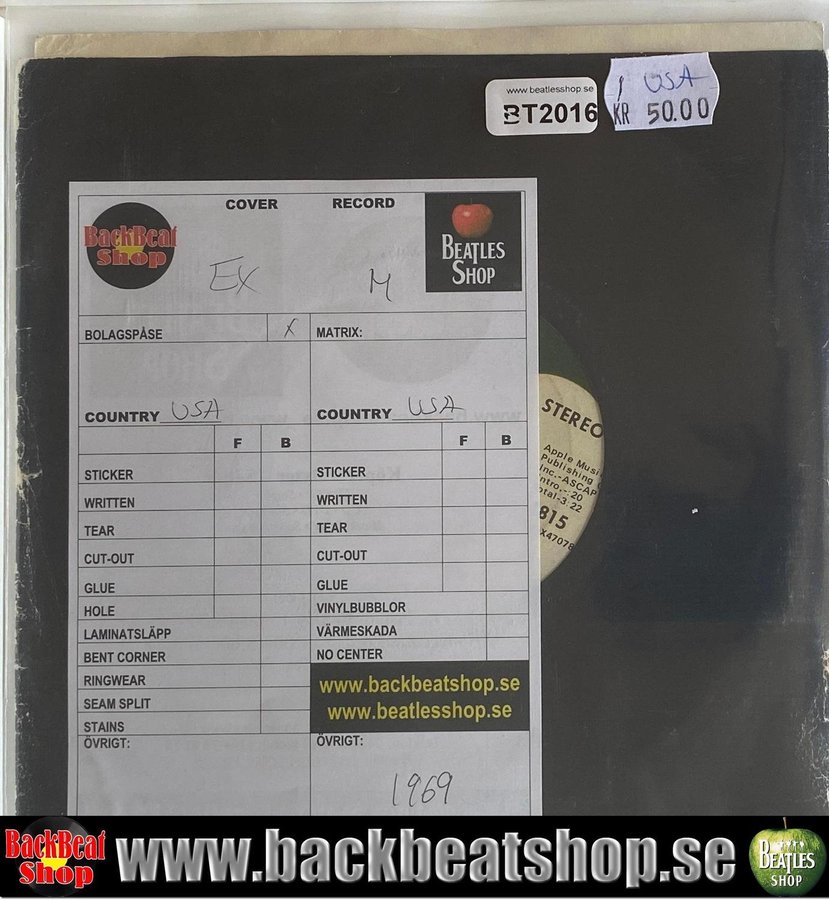 www.beatlesshop.se
BT2016
1 USA
KR 50.00
COVER
RECORD
BackBeat
Shop
BEATLES
SHOP
EX
M
BOLAGSPÅSE X
MATRIX:
COUNTRY USA
COUNTRY USA
F B
F B
STICKER
STICKER
WRITTEN
WRITTEN
TEAR
TEAR
CUT-OUT
CUT-OUT
GLUE
GLUE
HOLE
VINYLBUBBLOR
LAMINATSLÄPP
VÄRMESKADA
BENT CORNER
NO CENTER
RINGWEAR
SEAM SPLIT
STAINS
www.backbeatshop.se
www.beatlesshop.se
ÖVRIGT:
ÖVRIGT:
1969
STEREO
Apple Musi
Publishing
Inc.-ASCAP
Intro.-:20
otal-3:22
815
X47078
BackBeat
Shop
www.backbeatshop.se
BEATLES
SHOP